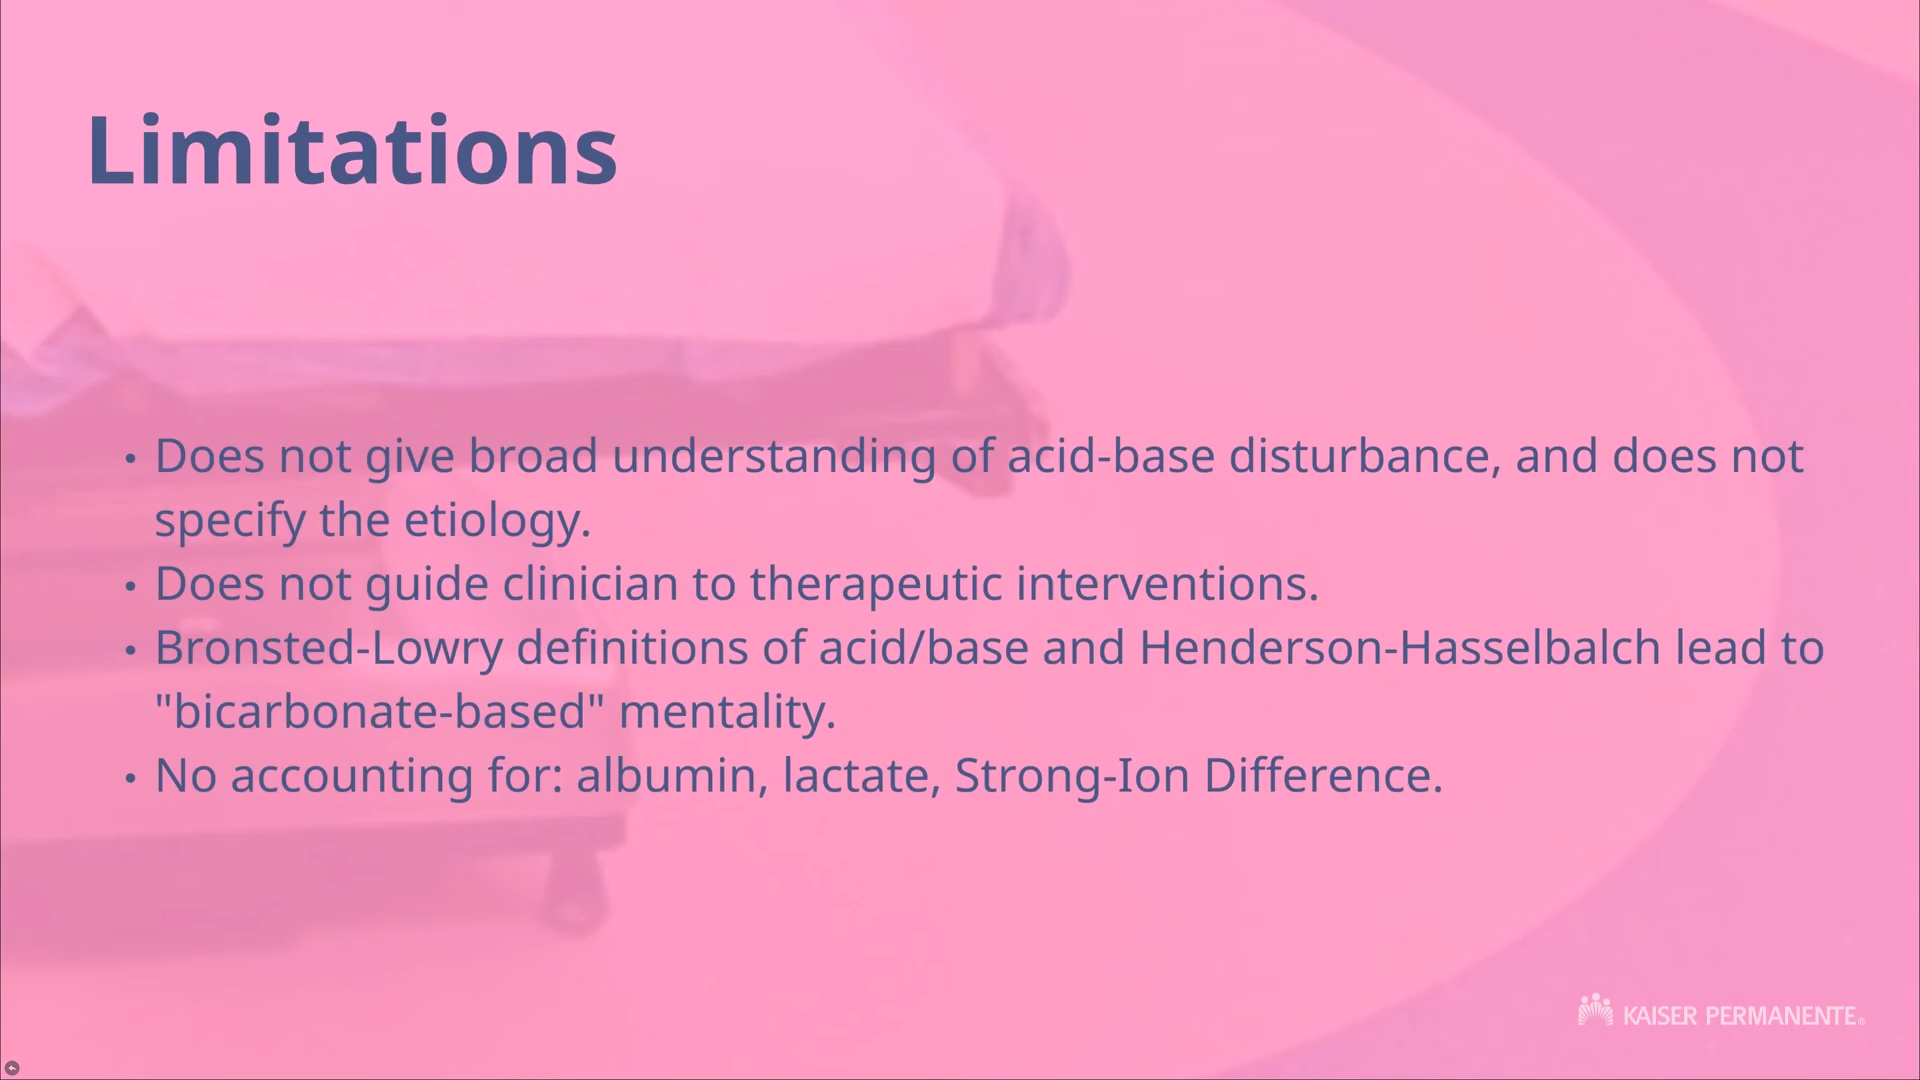 Limitations
• Does not give broad understanding of acid-base disturbance, and does not
specify the etiology.
• Does not guide clinician to therapeutic interventions.
• Bronsted-Lowry definitions of acid/base and Henderson-Hasselbalch lead to
"bicarbonate-based" mentality.
• No accounting for: albumin, lactate, Strong-Ion Difference.
KAISER PERMANENTE®